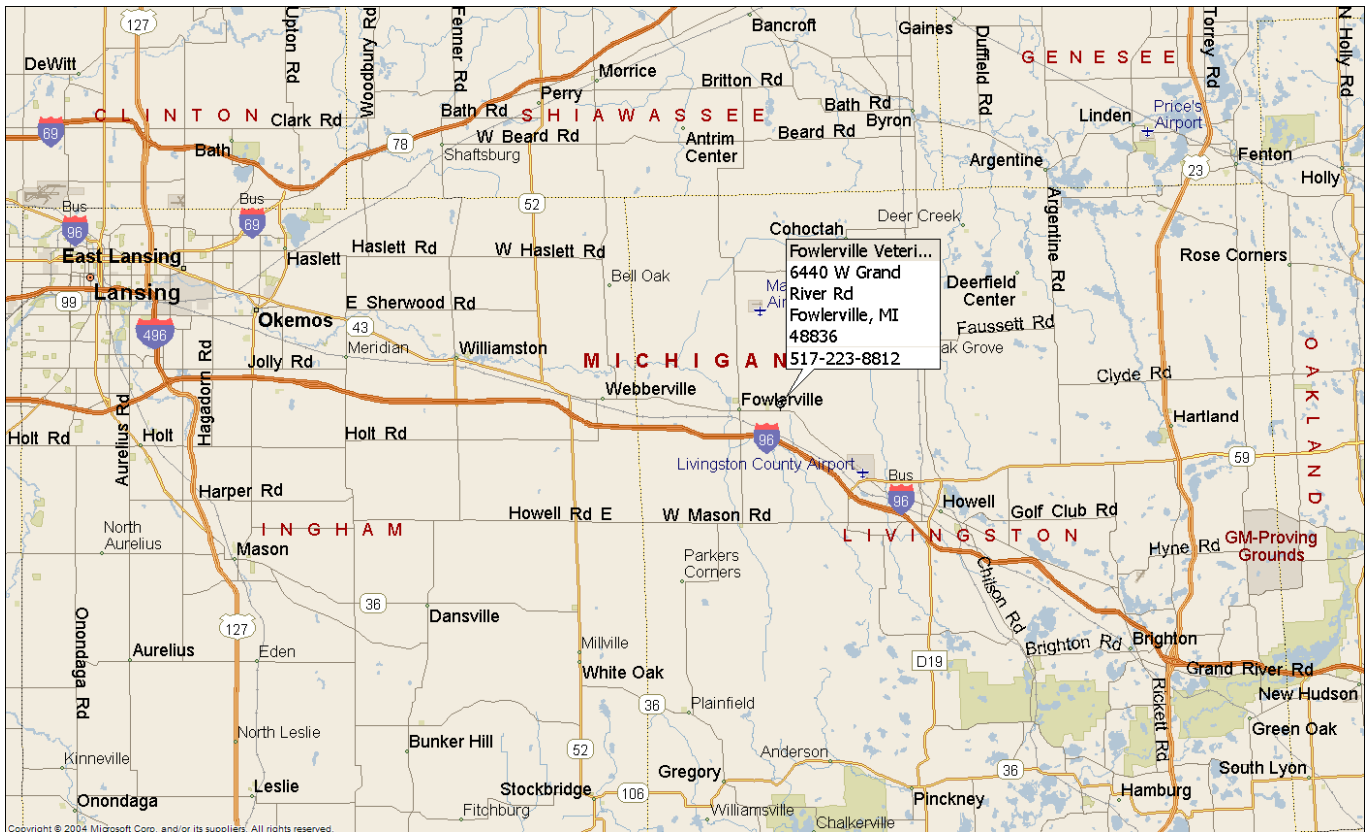 127
Upton Rd
Woodbury Rd
Fenner Rd
Bancroft
Gaines
Duffield Rd
GENESEE
Torrey Rd
N Holly Rd
DeWitt
Morrice
Britton Rd
Perry
Bath Rd
Bath Rd
Byron
Price's
Airport
CLINTON
Clark Rd
SHIAWASSEE
Linden
69
W Beard Rd
Beard Rd
78
Bath
Shaftsburg
Antrim
Center
Argentine
Fenton
23
Holly
Argentine Rd
Bus
96
Bus
69
52
Deer Creek
Cohoctah
Haslett Rd
W Haslett Rd
East Lansing
Haslett
Bell Oak
Rose Corners
Fowlerville Veteri...
6440 W Grand
River Rd
Fowlerville, MI
48836
517-223-8812
Deerfield
Center
Lansing
99
E Sherwood Rd
Okemos
43
496
Faussett Rd
Meridian
Williamston
Jolly Rd
MICHIGAN
OAKLAND
Clyde Rd
Webberville
Fowlerville
Hartland
Hagadorn Rd
Aurelius Rd
Holt Rd
Holt
Holt Rd
96
59
Livingston County Airport
Bus
96
Harper Rd
Howell
Howell Rd E
W Mason Rd
Golf Club Rd
North
Aurelius
INGHAM
LIVINGSTON
GM-Proving
Grounds
Hyne Rd
Mason
Parkers
Corners
Chilson Rd
36
Dansville
Onondaga Rd
127
Millville
Brighton Rd
Brighton
Aurelius
Eden
D19
White Oak
Grand River Rd
Rickett Rd
New Hudson
36
Plainfield
Green Oak
North Leslie
Bunker Hill
52
Anderson
Kinneville
Gregory
36
South Lyon
Leslie
Stockbridge
106
Pinckney
Hamburg
Onondaga
Fitchburg
Williamsville
Chalkerville
Copyright © 2004 Microsoft Corp. and/or its suppliers. All rights reserved.